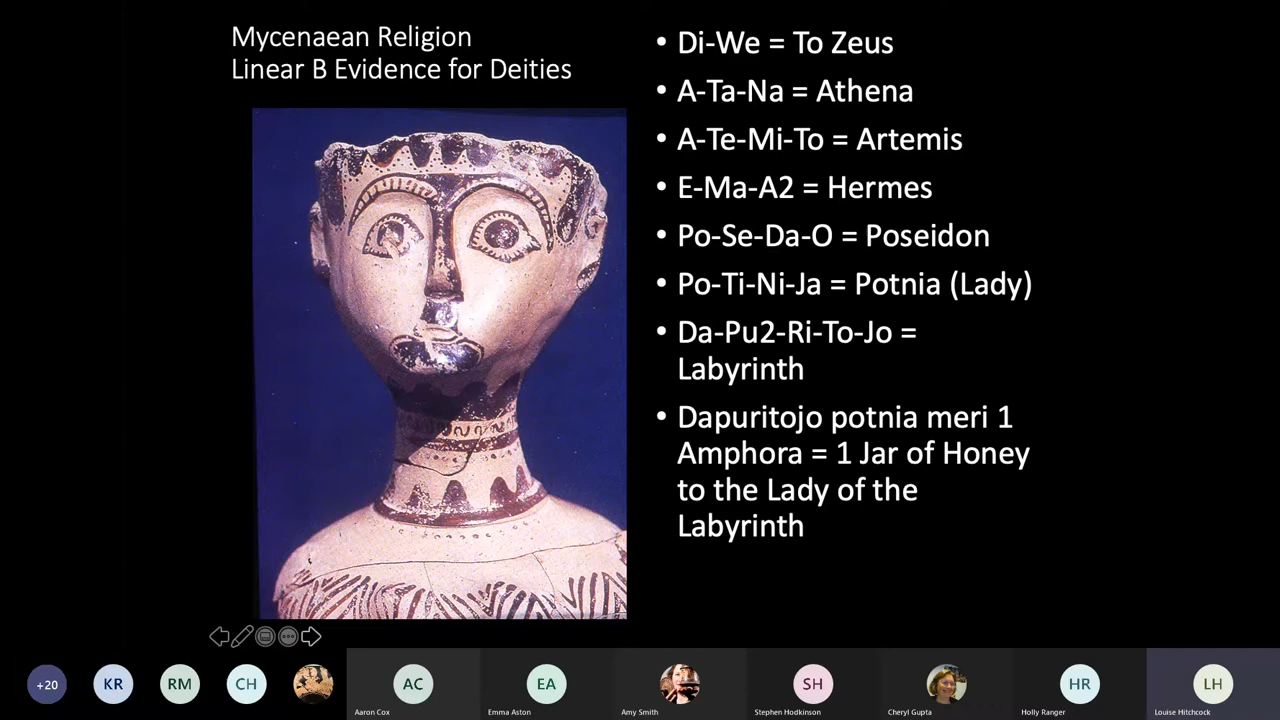 Mycenaean Religion
Linear B Evidence for Deities
• Di-We = To Zeus
• A-Ta-Na = Athena
• A-Te-Mi-To = Artemis
• E-Ma-A2 = Hermes
• Po-Se-Da-O = Poseidon
• Po-Ti-Ni-Ja = Potnia (Lady)
• Da-Pu2-Ri-To-Jo =
Labyrinth
• Dapuritojo potnia meri 1
Amphora = 1 Jar of Honey
to the Lady of the
Labyrinth
+20
KR
RM
CH
AC
EA
SH
HR
LH
Aaron Cox
Emma Aston
Amy Smith
Stephen Hodkinson
Cheryl Gupta
Holly Ranger
Louise Hitchcock